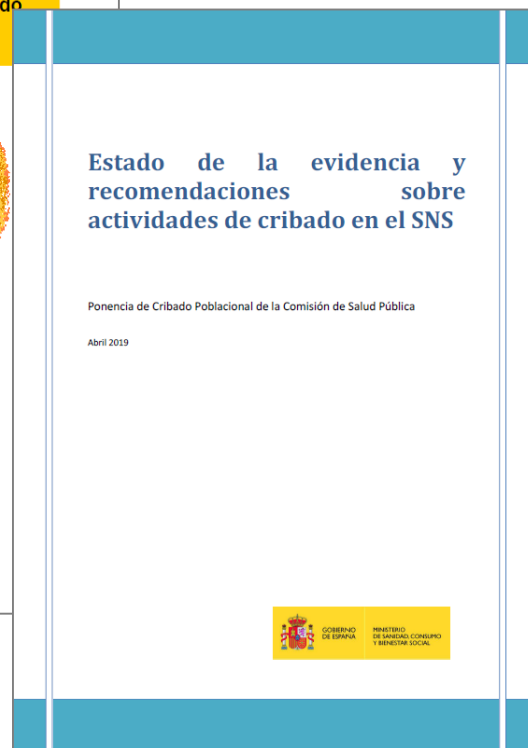 do
Estado de la evidencia y
recomendaciones sobre
actividades de cribado en el SNS
Ponencia de Cribado Poblacional de la Comisión de Salud Pública
Abril 2019
GOBIERNO
DE ESPAÑA
MINISTERIO
DE SANIDAD, CONSUMO
Y BIENESTAR SOCIAL